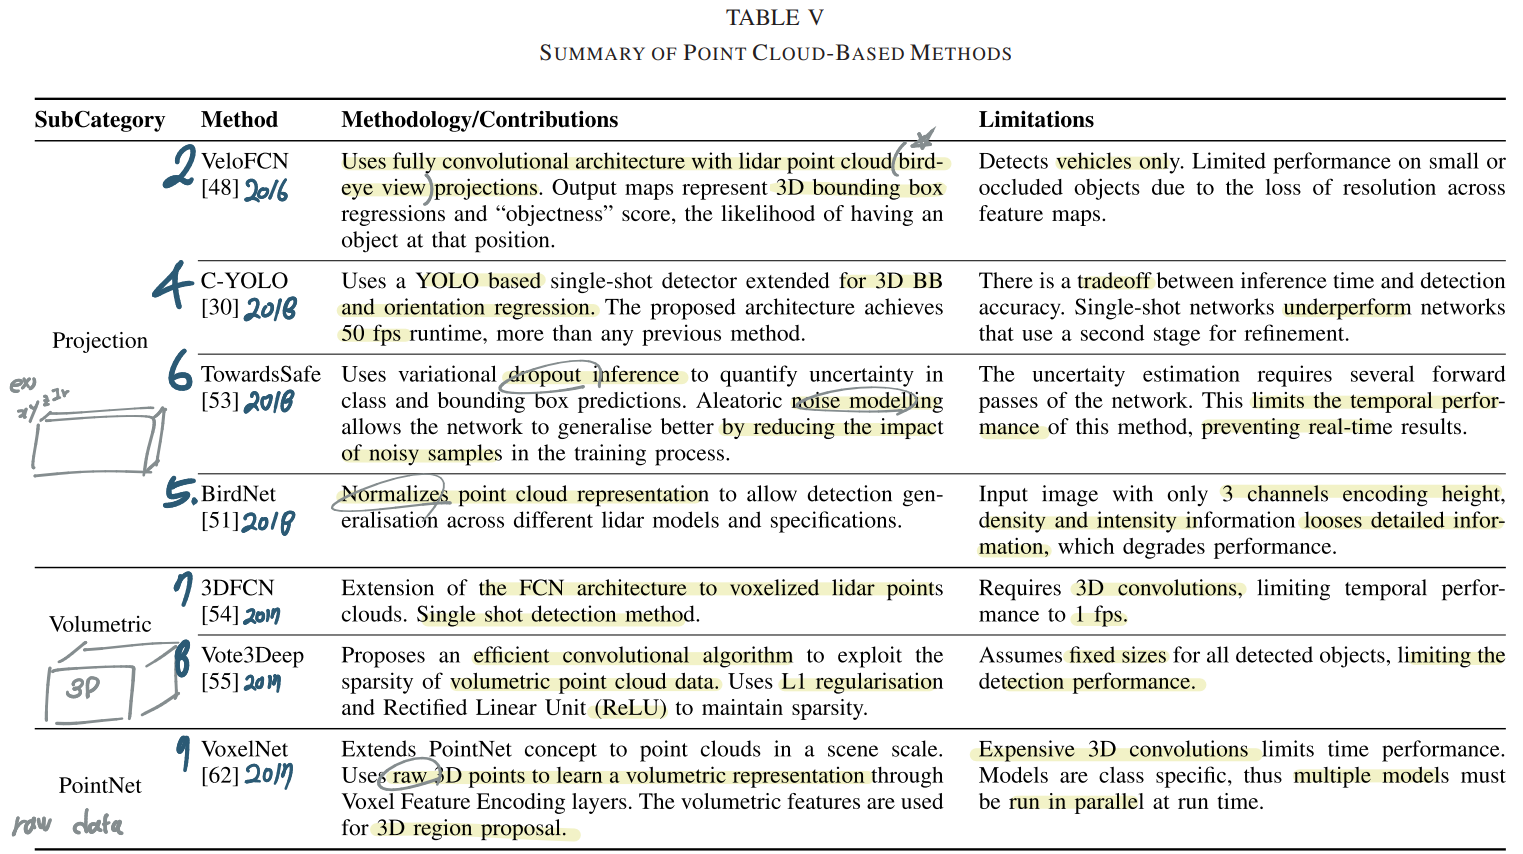 TABLE V
SUMMARY OF POINT CLOUD-BASED METHODS
SubCategory Method Methodology/Contributions Limitations
Projection
2 VeloFCN
[48] 2016
Uses fully convolutional architecture with lidar point cloud (bird-
eye view) projections. Output maps represent 3D bounding box
regressions and “objectness” score, the likelihood of having an
object at that position.
Detects vehicles only. Limited performance on small or
occluded objects due to the loss of resolution across
feature maps.
4 C-YOLO
[30] 2018
Uses a YOLO based single-shot detector extended for 3D BB
and orientation regression. The proposed architecture achieves
50 fps runtime, more than any previous method.
There is a tradeoff between inference time and detection
accuracy. Single-shot networks underperform networks
that use a second stage for refinement.
6 TowardsSafe
[53] 2018
Uses variational dropout inference to quantify uncertainty in
class and bounding box predictions. Aleatoric noise modelling
allows the network to generalise better by reducing the impact
of noisy samples in the training process.
The uncertaity estimation requires several forward
passes of the network. This limits the temporal perfor-
mance of this method, preventing real-time results.
5. BirdNet
[51] 2018
Normalizes point cloud representation to allow detection gen-
eralisation across different lidar models and specifications.
Input image with only 3 channels encoding height,
density and intensity information looses detailed infor-
mation, which degrades performance.
Volumetric
3D
7 3DFCN
[54] 2017
Extension of the FCN architecture to voxelized lidar points
clouds. Single shot detection method.
Requires 3D convolutions, limiting temporal perfor-
mance to 1 fps.
8 Vote3Deep
[55] 2017
Proposes an efficient convolutional algorithm to exploit the
sparsity of volumetric point cloud data. Uses L1 regularisation
and Rectified Linear Unit (ReLU) to maintain sparsity.
Assumes fixed sizes for all detected objects, limiting the
detection performance.
PointNet
raw data
9 VoxelNet
[62] 2017
Extends PointNet concept to point clouds in a scene scale.
Uses raw 3D points to learn a volumetric representation through
Voxel Feature Encoding layers. The volumetric features are used
for 3D region proposal.
Expensive 3D convolutions limits time performance.
Models are class specific, thus multiple models must
be run in parallel at run time.